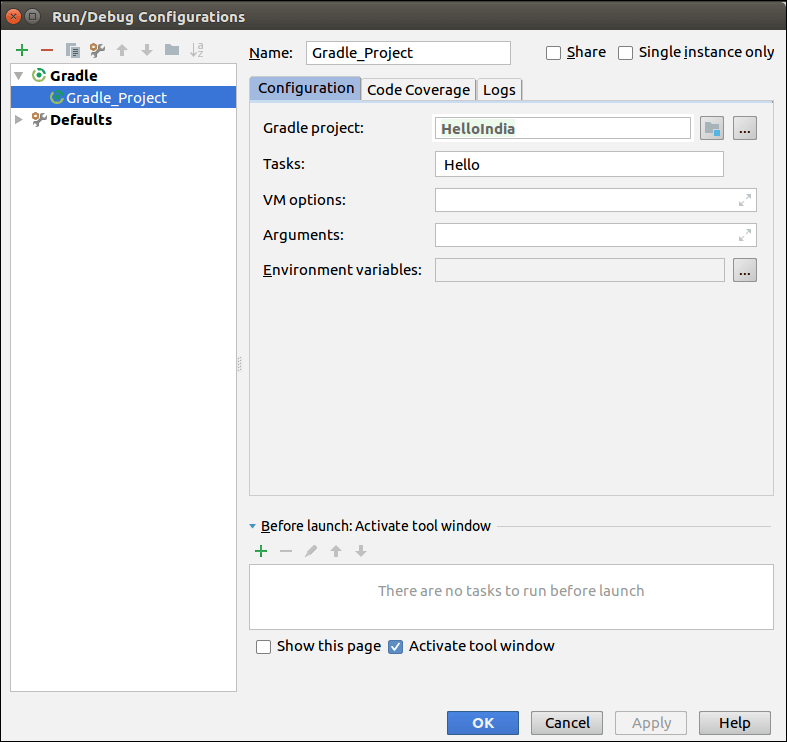 Run/Debug Configurations
Name: Gradle_Project Share Single instance only
Gradle
Gradle_Project
Defaults
Configuration Code Coverage Logs
Gradle project: HelloIndia ...
Tasks: Hello
VM options:
Arguments:
Environment variables: ...
Before launch: Activate tool window
There are no tasks to run before launch
Show this page Activate tool window
OK Cancel Apply Help